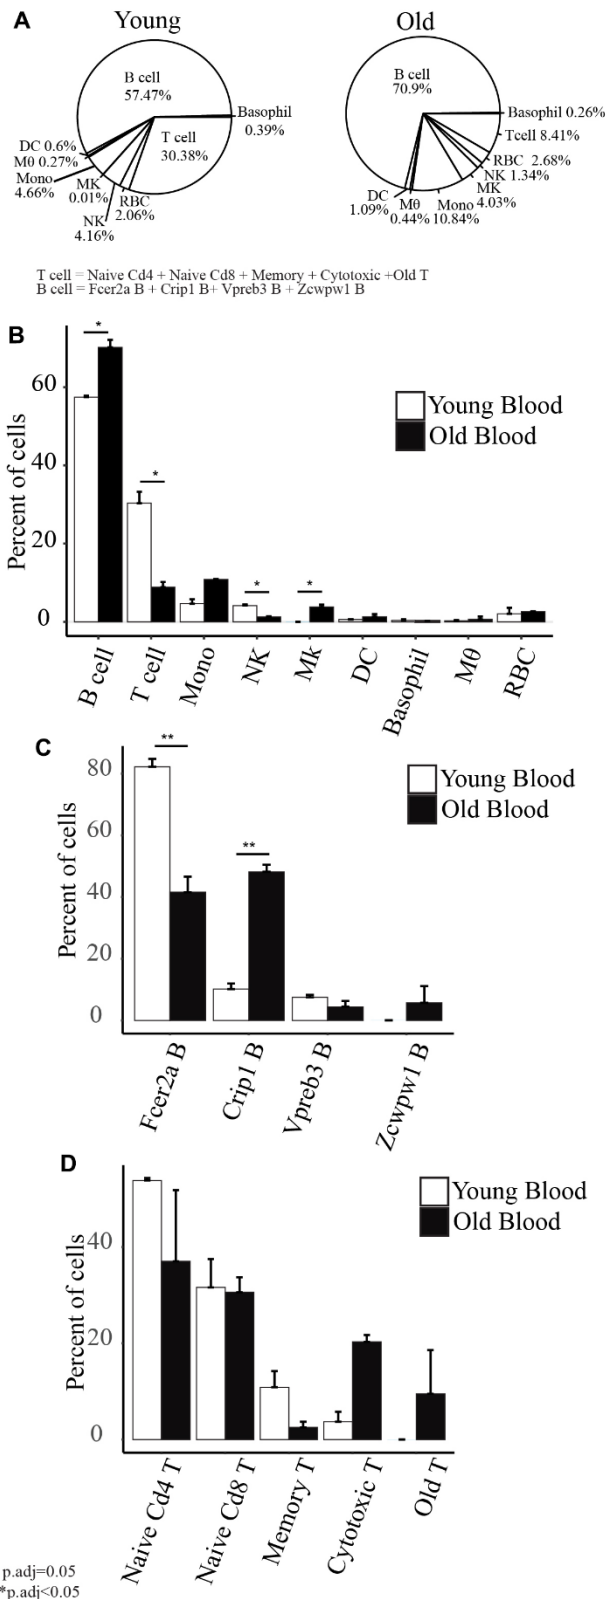 A
Young
Old
B cell
57.47%
Basophil
0.39%
T cell
30.38%
DC 0.6%
Mθ 0.27%
Mono
4.66%
MK
0.01%
NK
4.16%
RBC
2.06%
B cell
70.9%
Basophil 0.26%
Tcell 8.41%
RBC 2.68%
NK 1.34%
MK
4.03%
Mono
10.84%
Mθ
0.44%
DC
1.09%
T cell = Naive Cd4 + Naive Cd8 + Memory + Cytotoxic +Old T
B cell = Fcer2a B + Crip1 B+ Vpreb3 B + Zcwpw1 B
B
Percent of cells
60
40
20
0
* * * *
Young Blood
Old Blood
B cell
T cell
Mono
NK
Mk
DC
Basophil
Mθ
RBC
C
Percent of cells
80
60
40
20
0
** **
Young Blood
Old Blood
Fcer2a B
Crip1 B
Vpreb3 B
Zcwpw1 B
D
Percent of cells
40
20
0
Young Blood
Old Blood
Naive Cd4 T
Naive Cd8 T
Memory T
Cytotoxic T
Old T
p.adj=0.05
*p.adj<0.05